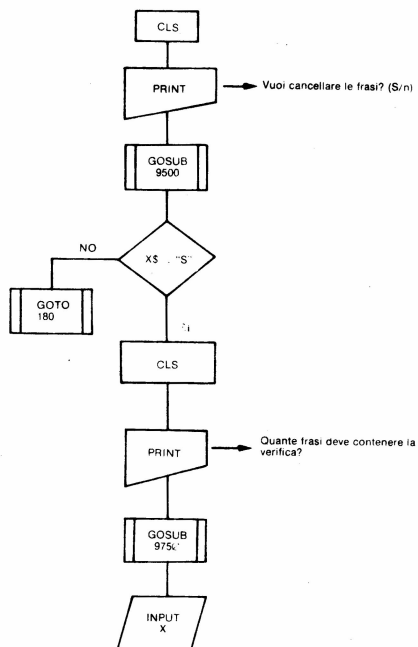 CLS
PRINT
Vuoi cancellare le frasi? (S/n)
GOSUB
9500
X$ "S"
NO
GOTO
180
CLS
PRINT
Quante frasi deve contenere la
verifica?
GOSUB
INPUT
X